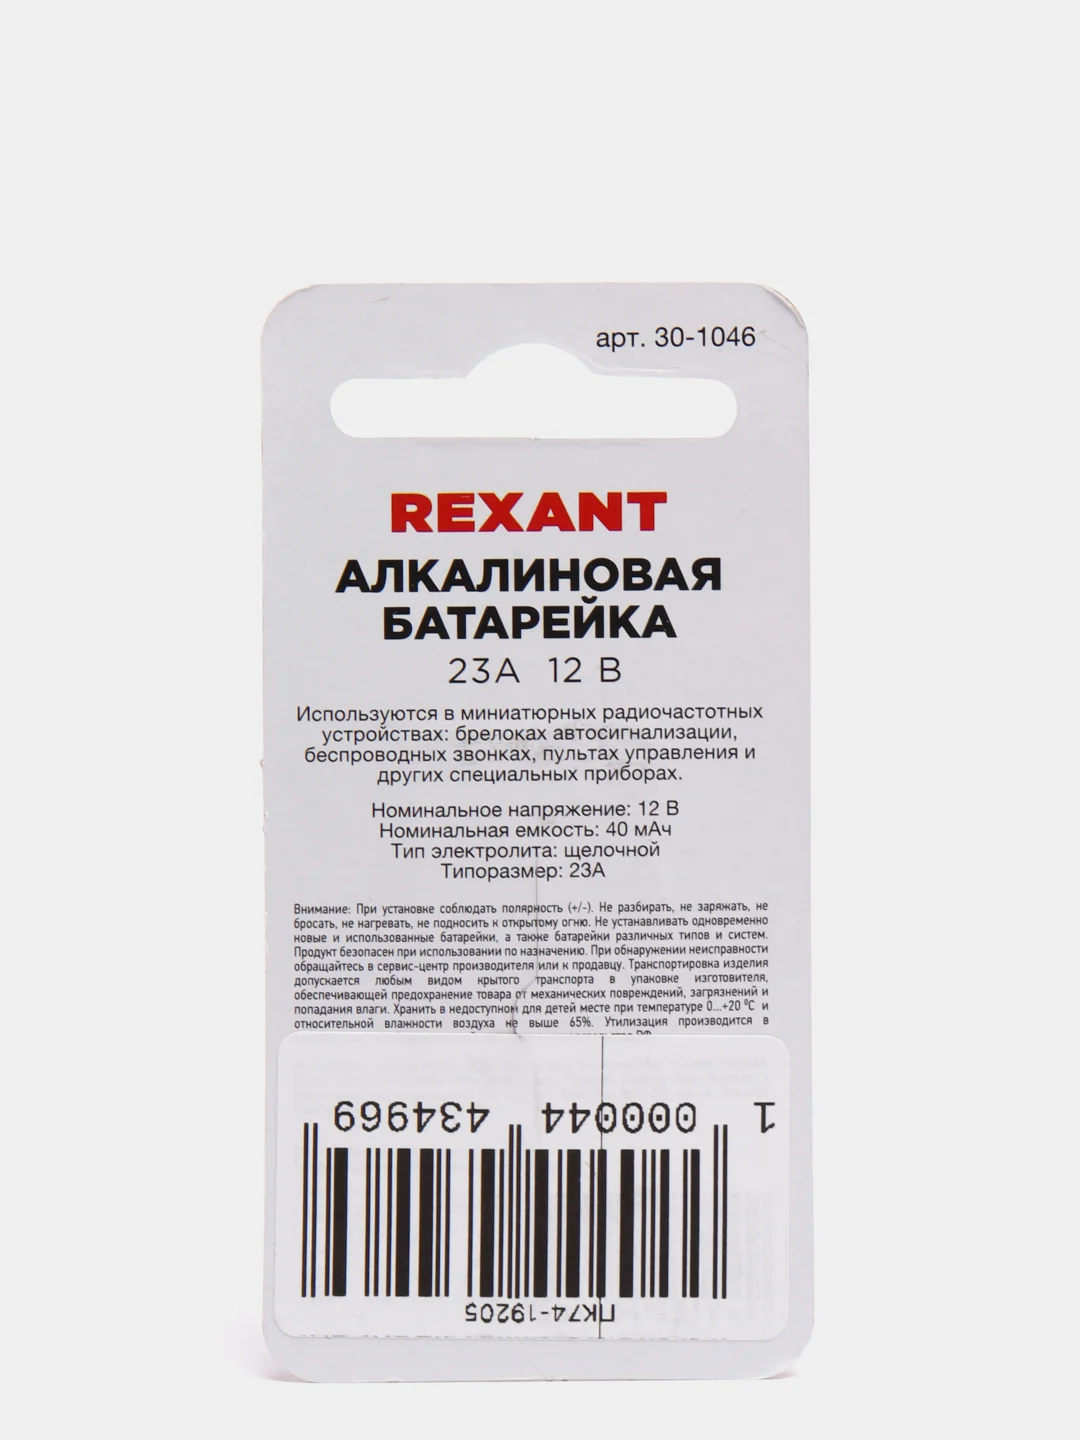 арт. 30-1046
REXANT
АЛКАЛИНОВАЯ
БАТАРЕЙКА
23А 12 В
Используются в миниатюрных радиочастотных
устройствах: брелоках автосигнализации,
беспроводных звонках, пультах управления и
других специальных приборах.
Номинальное напряжение: 12 В
Номинальная емкость: 40 мАч
Тип электролита: щелочной
Типоразмер: 23А
Внимание: При установке соблюдать полярность (+/-). Не разбирать, не заряжать, не
бросать, не нагревать, не подносить к открытому огню. Не устанавливать одновременно
новые и использованные батарейки, а также батарейки различных типов и систем.
Продукт безопасен при использовании по назначению. При обнаружении неисправности
обращайтесь в сервис-центр производителя или к продавцу. Транспортировка изделия
допускается любым видом крытого транспорта в упаковке изготовителя,
обеспечивающей предохранение товара от механических повреждений, загрязнений и
попадания влаги. Хранить в недоступном для детей месте при температуре 0...+20 ⁰С и
относительной влажности воздуха не выше 65%. Утилизация производится в
1 000044 434969
ПК74-19205